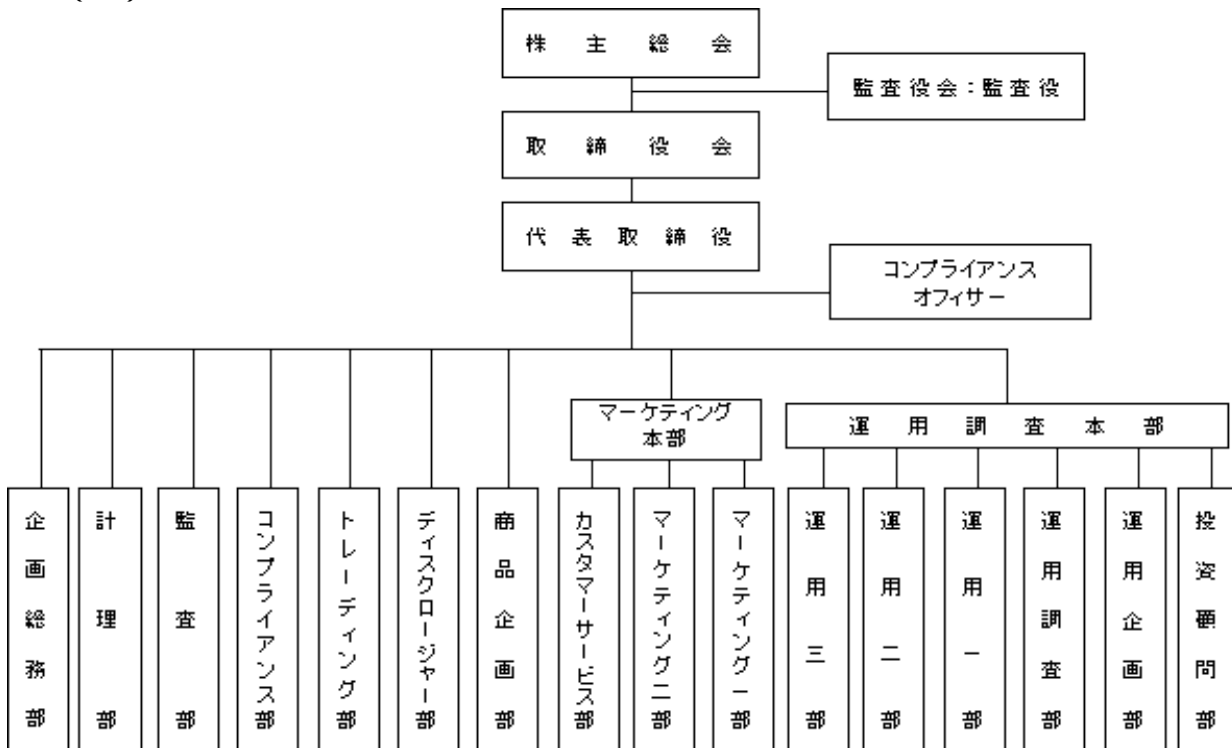 株主総会
監査役会：監査役
取締役会
代表取締役
コンプライアンス
オフィサー
マーケティング
本部
運用調査本部
企画総務部
計理部
監査部
コンプライアンス部
トレーディング部
ディスクロージャー部
商品企画部
カスタマーサービス部
マーケティング二部
マーケティング一部
運用三部
運用二部
運用一部
運用調査部
運用企画部
投資顧問部